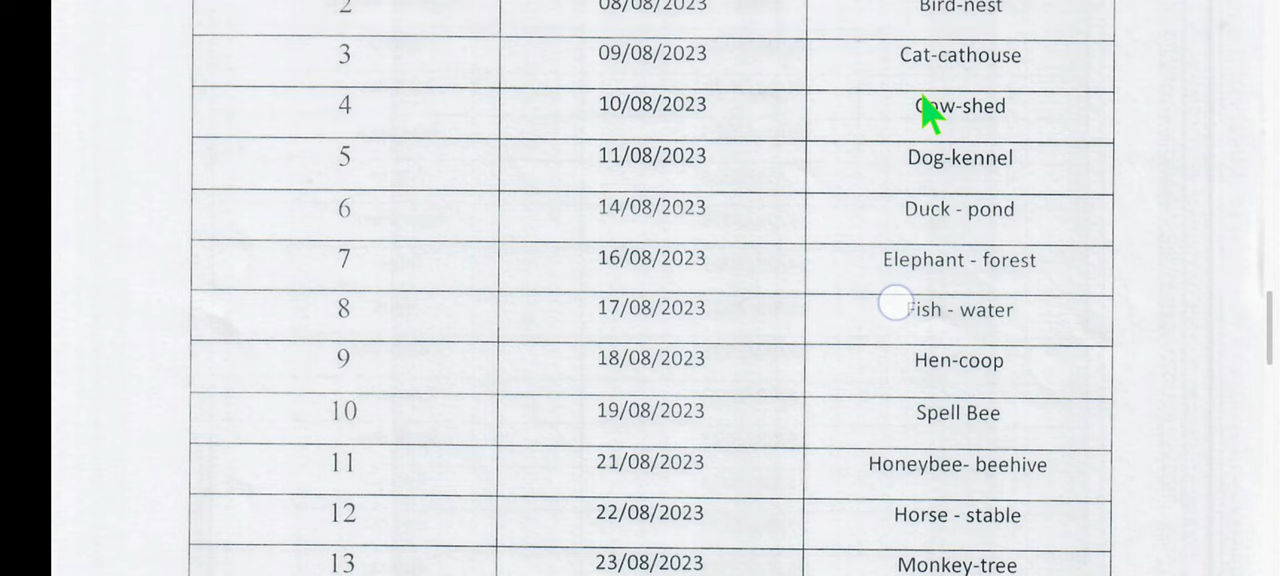 2 08/08/2023 Bird-nest
3 09/08/2023 Cat-cathouse
4 10/08/2023 Cow-shed
5 11/08/2023 Dog-kennel
6 14/08/2023 Duck - pond
7 16/08/2023 Elephant - forest
8 17/08/2023 Fish - water
9 18/08/2023 Hen-coop
10 19/08/2023 Spell Bee
11 21/08/2023 Honeybee- beehive
12 22/08/2023 Horse - stable
13 23/08/2023 Monkey-tree